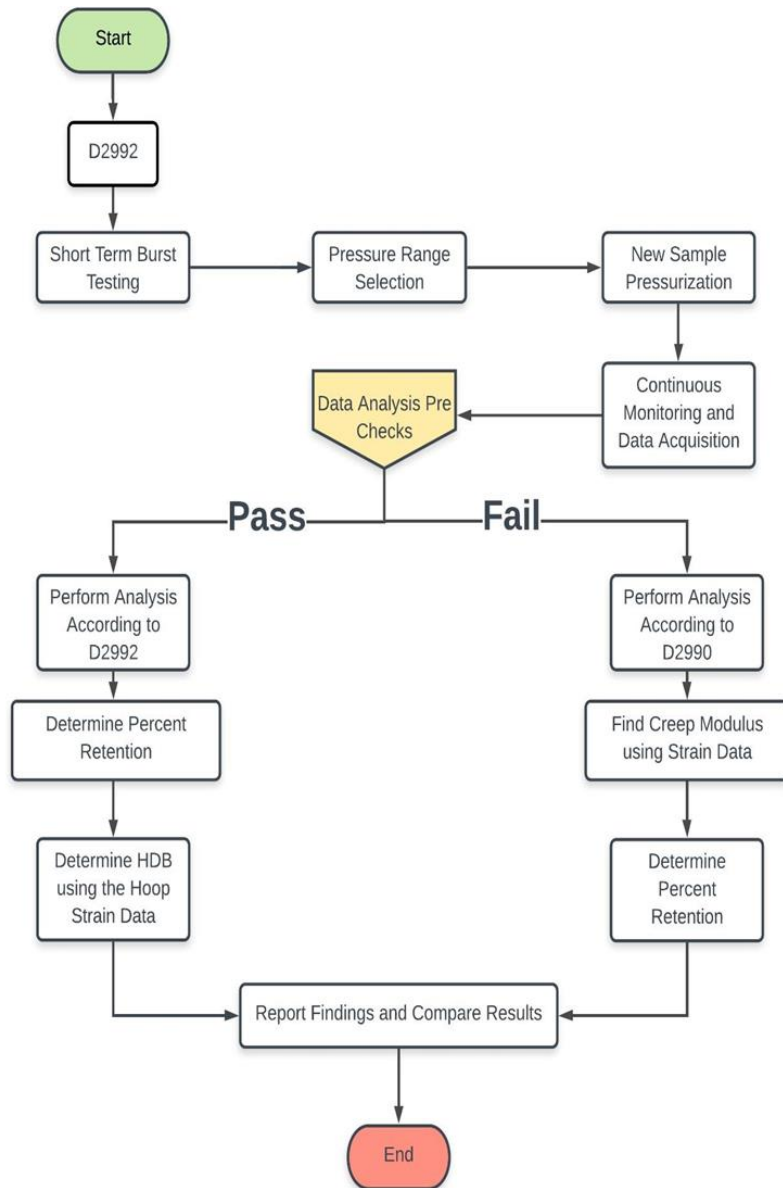 Start
D2992
Short Term Burst
Testing
Pressure Range
Selection
New Sample
Pressurization
Continuous
Monitoring and
Data Acquisition
Data Analysis Pre
Checks
Pass
Fail
Perform Analysis
According to
D2992
Perform Analysis
According to
D2990
Determine Percent
Retention
Find Creep Modulus
using Strain Data
Determine HDB
using the Hoop
Strain Data
Determine
Percent
Retention
Report Findings and Compare Results
End